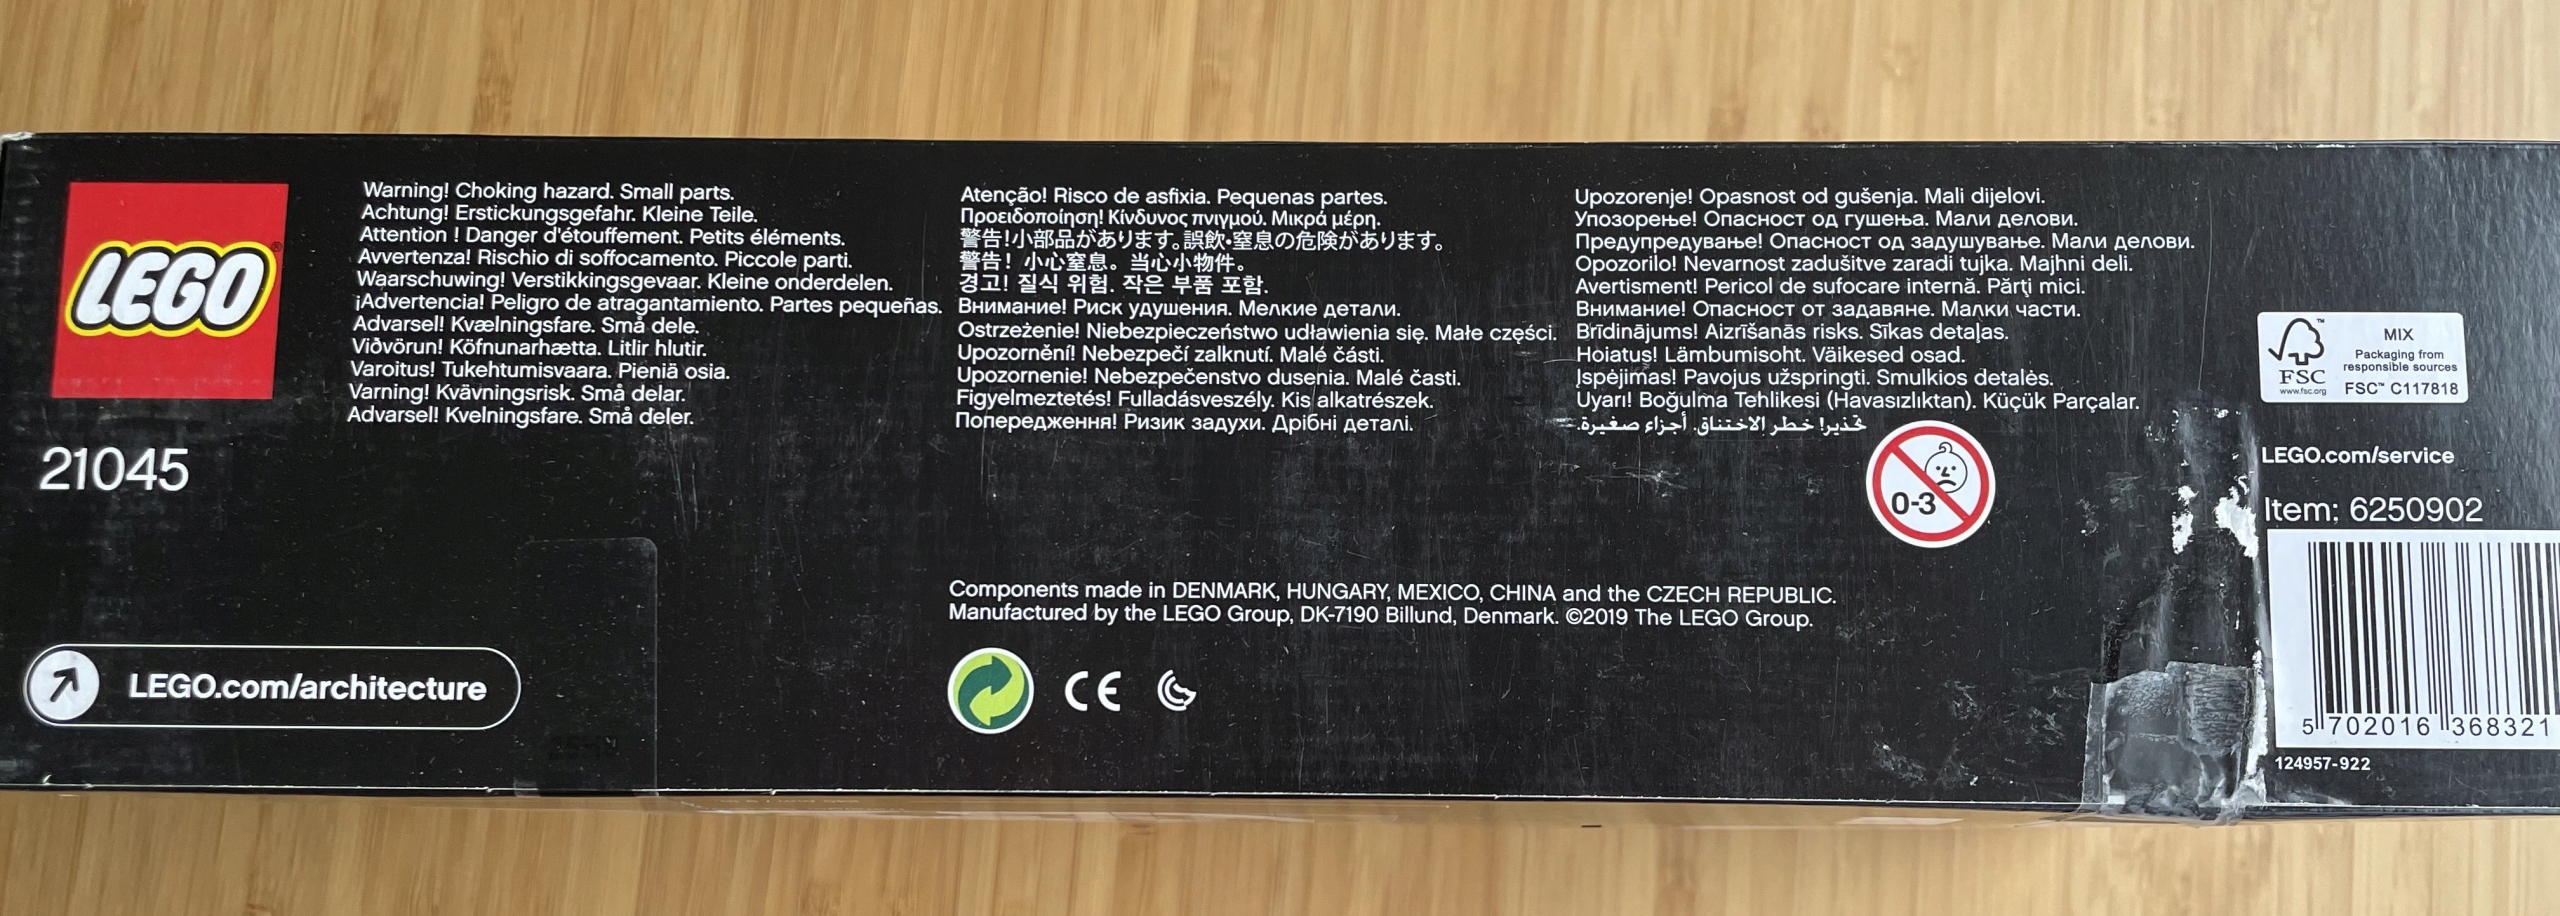 LEGO
21045
LEGO.com/architecture
Warning! Choking hazard. Small parts.
Achtung! Erstickungsgefahr. Kleine Teile.
Attention ! Danger d'étouffement. Petits éléments.
Avvertenza! Rischio di soffocamento. Piccole parti.
Waarschuwing! Verstikkingsgevaar. Kleine onderdelen.
¡Advertencia! Peligro de atragantamiento. Partes pequeñas.
Advarsel! Kvælningsfare. Små dele.
Viðvörun! Köfnunarhætta. Litlir hlutir.
Varoitus! Tukehtumisvaara. Pieniä osia.
Varning! Kvävningsrisk. Små delar.
Advarsel! Kvelningsfare. Små deler.
Atenção! Risco de asfixia. Pequenas partes.
Προειδοποίηση! Κίνδυνος πνιγμού. Μικρά μέρη.
警告!小部品があります。誤飲・窒息の危険があります。
警告！小心窒息。当心小物件。
경고! 질식 위험. 작은 부품 포함.
Внимание! Риск удушения. Мелкие детали.
Ostrzeżenie! Niebezpieczeństwo udławienia się. Małe części.
Upozornění! Nebezpečí zalknutí. Malé části.
Upozornenie! Nebezpečenstvo dusenia. Malé časti.
Figyelmeztetés! Fulladásveszély. Kis alkatrészek.
Попередження! Ризик задухи. Дрібні деталі.
Upozorenje! Opasnost od gušenja. Mali dijelovi.
Упозорење! Опасност од гушења. Мали делови.
Предупредување! Опасност од задушување. Мали делови.
Opozorilo! Nevarnost zadušitve zaradi tujka. Majhni deli.
Avertisment! Pericol de sufocare internă. Părţi mici.
Внимание! Опасност от задавяне. Малки части.
Brīdinājums! Aizrīšanās risks. Sīkas detaļas.
Hoiatus! Lämbumisoht. Väikesed osad.
Įspėjimas! Pavojus užspringti. Smulkios detalės.
Uyarı! Boğulma Tehlikesi (Havasızlıktan). Küçük Parçalar.
تحذير! خطر الاختناق. أجزاء صغيرة.
0-3
Components made in DENMARK, HUNGARY, MEXICO, CHINA and the CZECH REPUBLIC.
Manufactured by the LEGO Group, DK-7190 Billund, Denmark. ©2019 The LEGO Group.
CE
FSC
www.fsc.org
MIX
Packaging from
responsible sources
FSC™ C117818
LEGO.com/service
Item: 6250902
5 702016 368321
124957-922